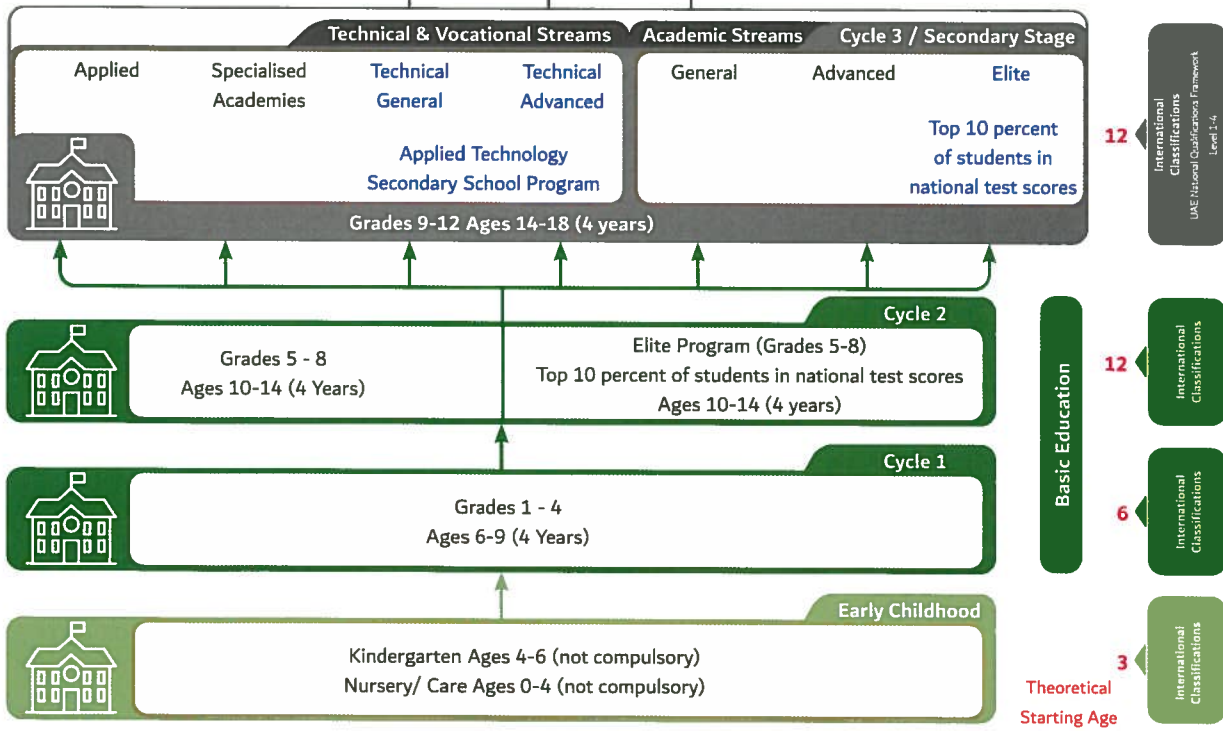 Technical & Vocational Streams
Academic Streams
Cycle 3 / Secondary Stage
Applied
Specialised
Academies
Technical
General
Technical
Advanced
Applied Technology
Secondary School Program
General
Advanced
Elite
Top 10 percent
of students in
national test scores
Grades 9-12 Ages 14-18 (4 years)
12
International
Classifications
UAE National Qualifications Framework
Level 1-4
Cycle 2
Grades 5 - 8
Ages 10-14 (4 Years)
Elite Program (Grades 5-8)
Top 10 percent of students in national test scores
Ages 10-14 (4 years)
12
International
Classifications
Basic Education
Cycle 1
Grades 1 - 4
Ages 6-9 (4 Years)
6
International
Classifications
Early Childhood
Kindergarten Ages 4-6 (not compulsory)
Nursery/ Care Ages 0-4 (not compulsory)
3
Theoretical
Starting Age
International
Classifications